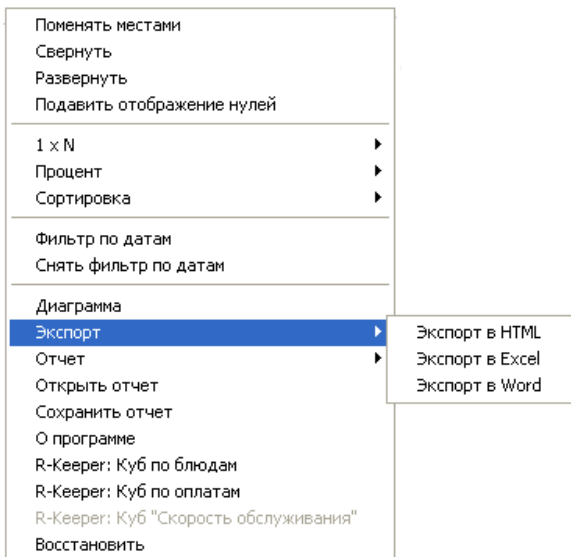 Поменять местами
Свернуть
Развернуть
Подавить отображение нулей
1 x N
Процент
Сортировка
Фильтр по датам
Снять фильтр по датам
Диаграмма
Экспорт
Экспорт в HTML
Отчет
Экспорт в Excel
Открыть отчет
Экспорт в Word
Сохранить отчет
О программе
R-Keeper: Куб по блюдам
R-Keeper: Куб по оплатам
R-Keeper: Куб "Скорость обслуживания"
Восстановить